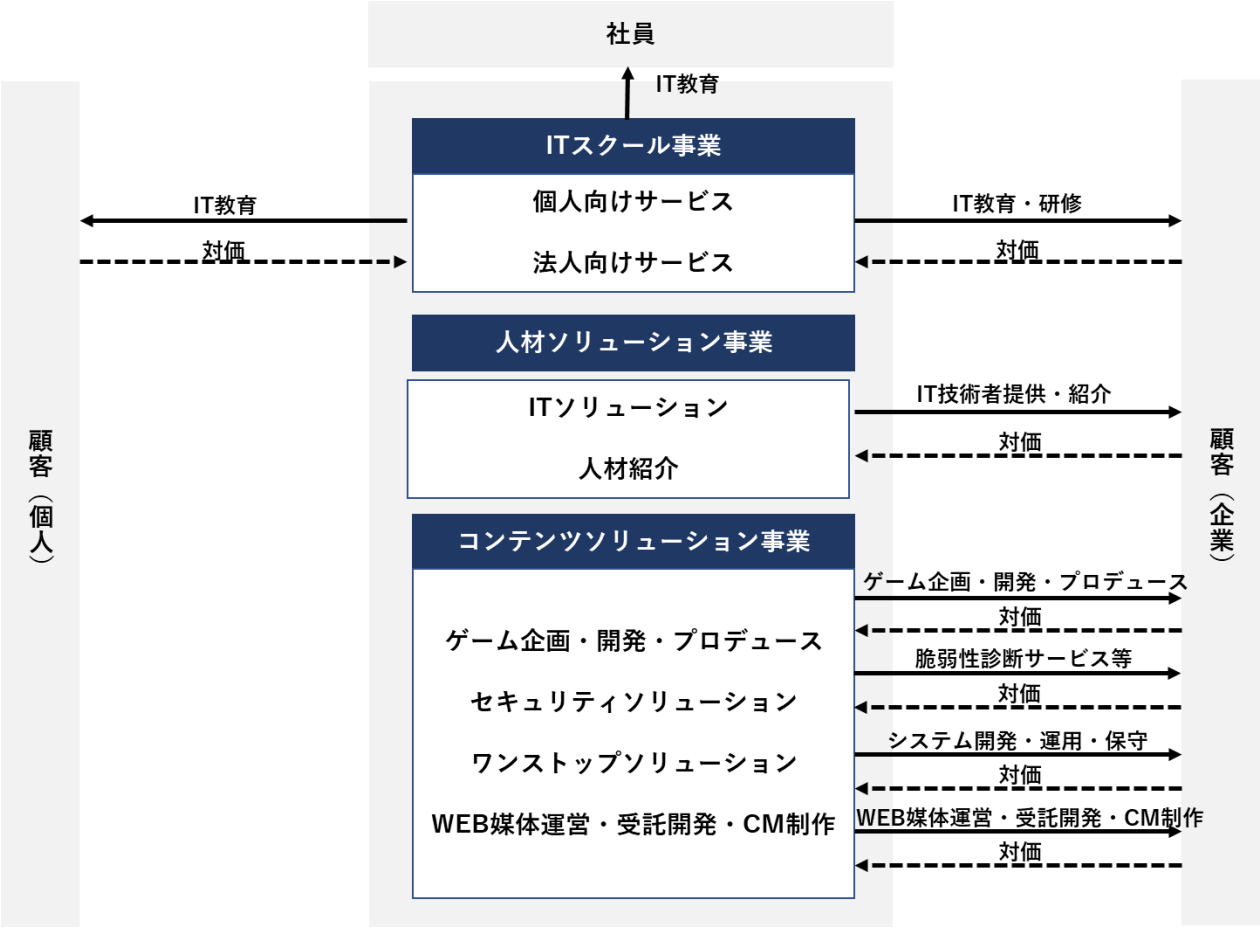 社員
IT教育
ITスクール事業
個人向けサービス
法人向けサービス
IT教育
対価
IT教育・研修
対価
人材ソリューション事業
ITソリューション
人材紹介
IT技術者提供・紹介
対価
顧客（個人）
顧客（企業）
コンテンツソリューション事業
ゲーム企画・開発・プロデュース
セキュリティソリューション
ワンストップソリューション
WEB媒体運営・受託開発・CM制作
ゲーム企画・開発・プロデュース
対価
脆弱性診断サービス等
対価
システム開発・運用・保守
対価
WEB媒体運営・受託開発・CM制作
対価